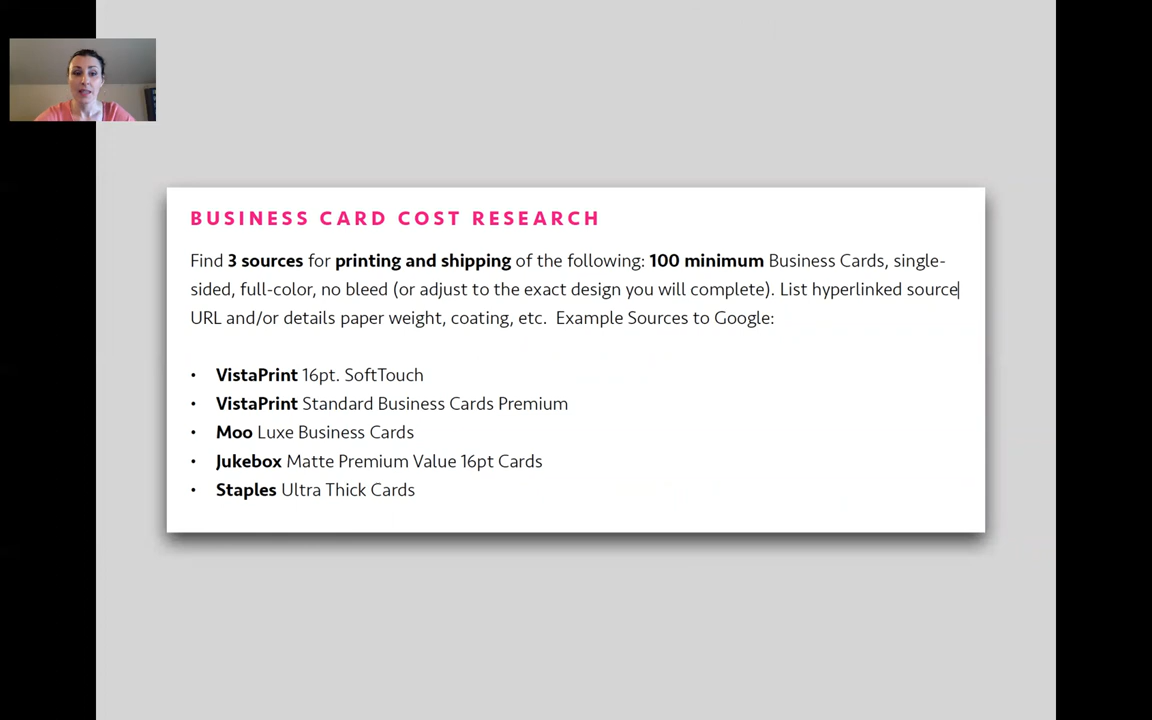 BUSINESS CARD COST RESEARCH
Find 3 sources for printing and shipping of the following: 100 minimum Business Cards, single-
sided, full-color, no bleed (or adjust to the exact design you will complete). List hyperlinked source
URL and/or details paper weight, coating, etc.  Example Sources to Google:
• VistaPrint 16pt. SoftTouch
• VistaPrint Standard Business Cards Premium
• Moo Luxe Business Cards
• Jukebox Matte Premium Value 16pt Cards
• Staples Ultra Thick Cards